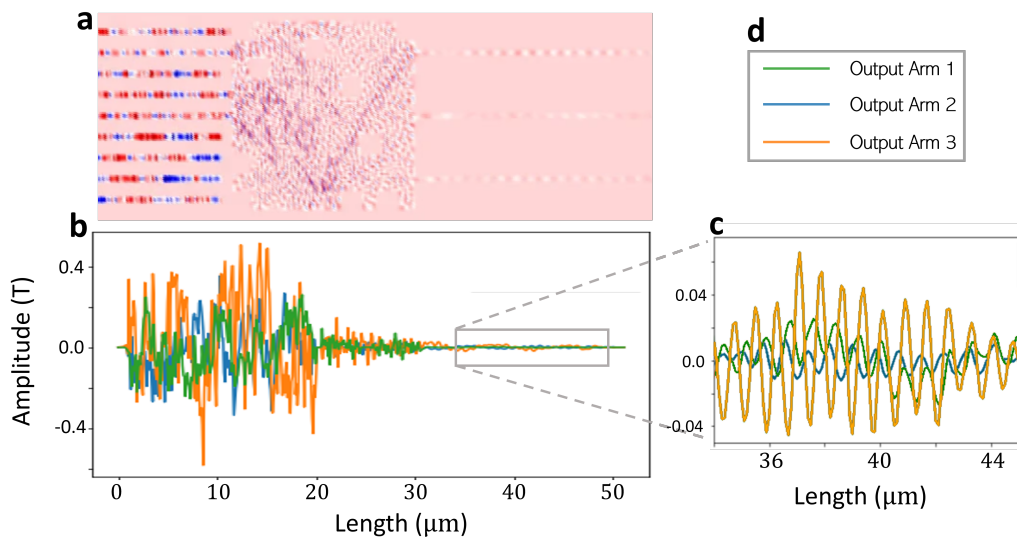 a
d
Output Arm 1
Output Arm 2
Output Arm 3
b
c
Amplitude (T)
0.4
0.0
-0.4
0 10 20 30 40 50
Length (μm)
0.04
0.0
-0.04
36 40 44
Length (μm)